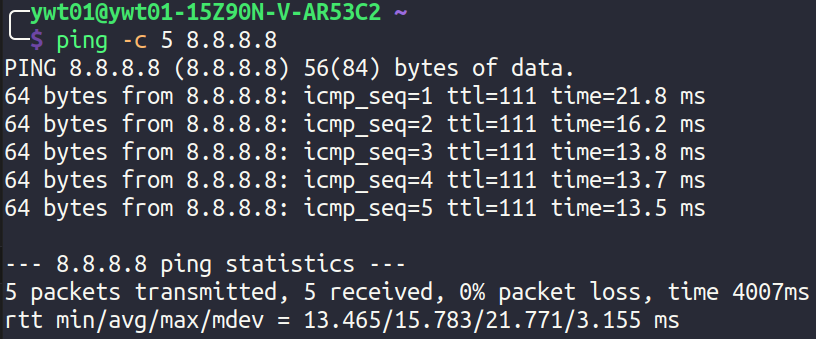 ywt01@ywt01-15Z90N-V-AR53C2 ~
$ ping -c 5 8.8.8.8
PING 8.8.8.8 (8.8.8.8) 56(84) bytes of data.
64 bytes from 8.8.8.8: icmp_seq=1 ttl=111 time=21.8 ms
64 bytes from 8.8.8.8: icmp_seq=2 ttl=111 time=16.2 ms
64 bytes from 8.8.8.8: icmp_seq=3 ttl=111 time=13.8 ms
64 bytes from 8.8.8.8: icmp_seq=4 ttl=111 time=13.7 ms
64 bytes from 8.8.8.8: icmp_seq=5 ttl=111 time=13.5 ms
--- 8.8.8.8 ping statistics ---
5 packets transmitted, 5 received, 0% packet loss, time 4007ms
rtt min/avg/max/mdev = 13.465/15.783/21.771/3.155 ms